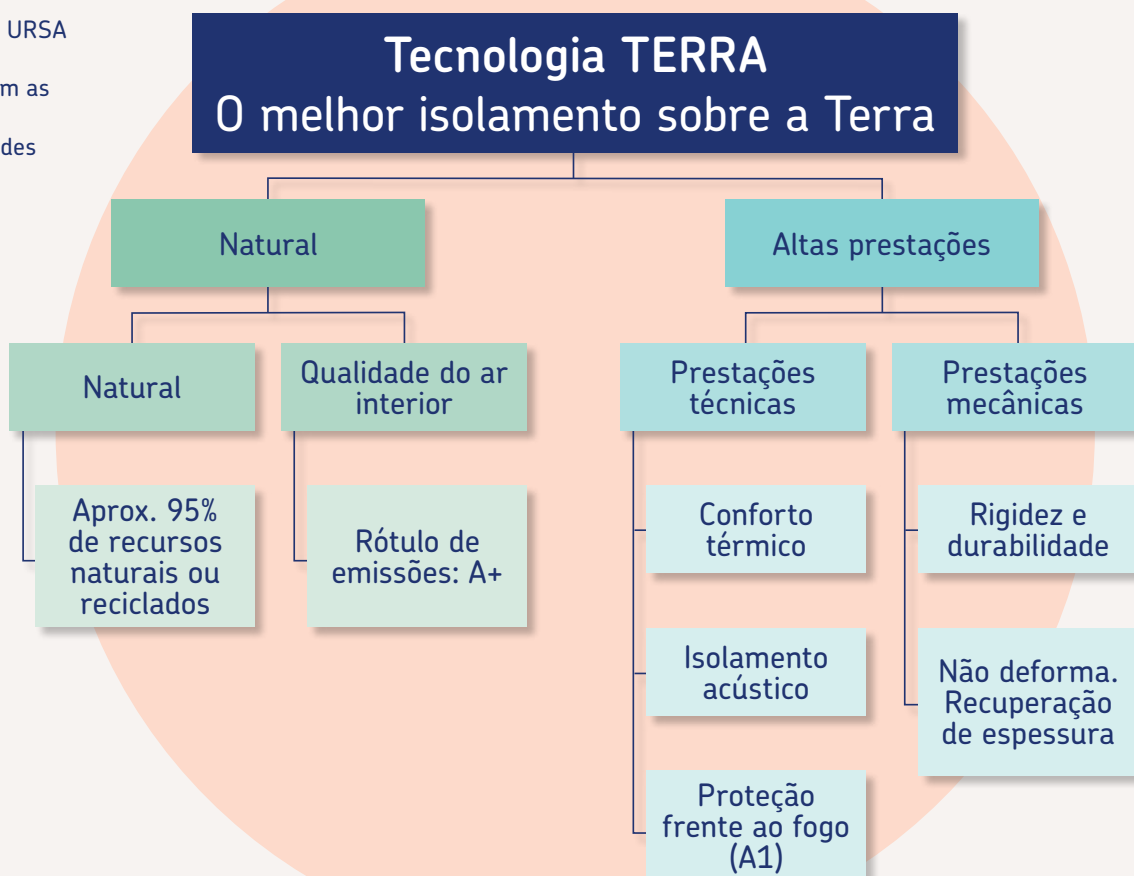 URSA
m as
des
Tecnologia TERRA
O melhor isolamento sobre a Terra
Natural
Altas prestações
Natural
Qualidade do ar
interior
Prestações
técnicas
Prestações
mecânicas
Aprox. 95%
de recursos
naturais ou
reciclados
Rótulo de
emissões: A+
Conforto
térmico
Rigidez e
durabilidade
Isolamento
acústico
Não deforma.
Recuperação
de espessura
Proteção
frente ao fogo
(A1)